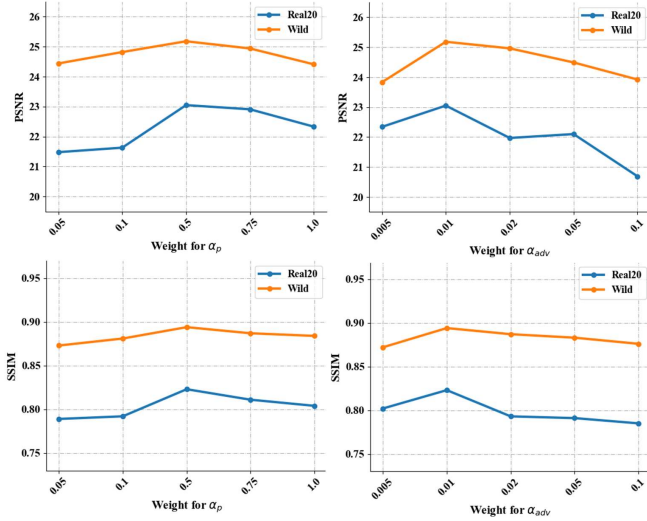 26
25
24
23
22
21
20
PSNR
Real20
Wild
0.05
0.1
0.5
0.75
1.0
Weight for αp
26
25
24
23
22
21
20
PSNR
Real20
Wild
0.005
0.01
0.02
0.05
0.1
Weight for αadv
0.95
0.90
0.85
0.80
0.75
SSIM
Real20
Wild
0.05
0.1
0.5
0.75
1.0
Weight for αp
0.95
0.90
0.85
0.80
0.75
SSIM
Real20
Wild
0.005
0.01
0.02
0.05
0.1
Weight for αadv